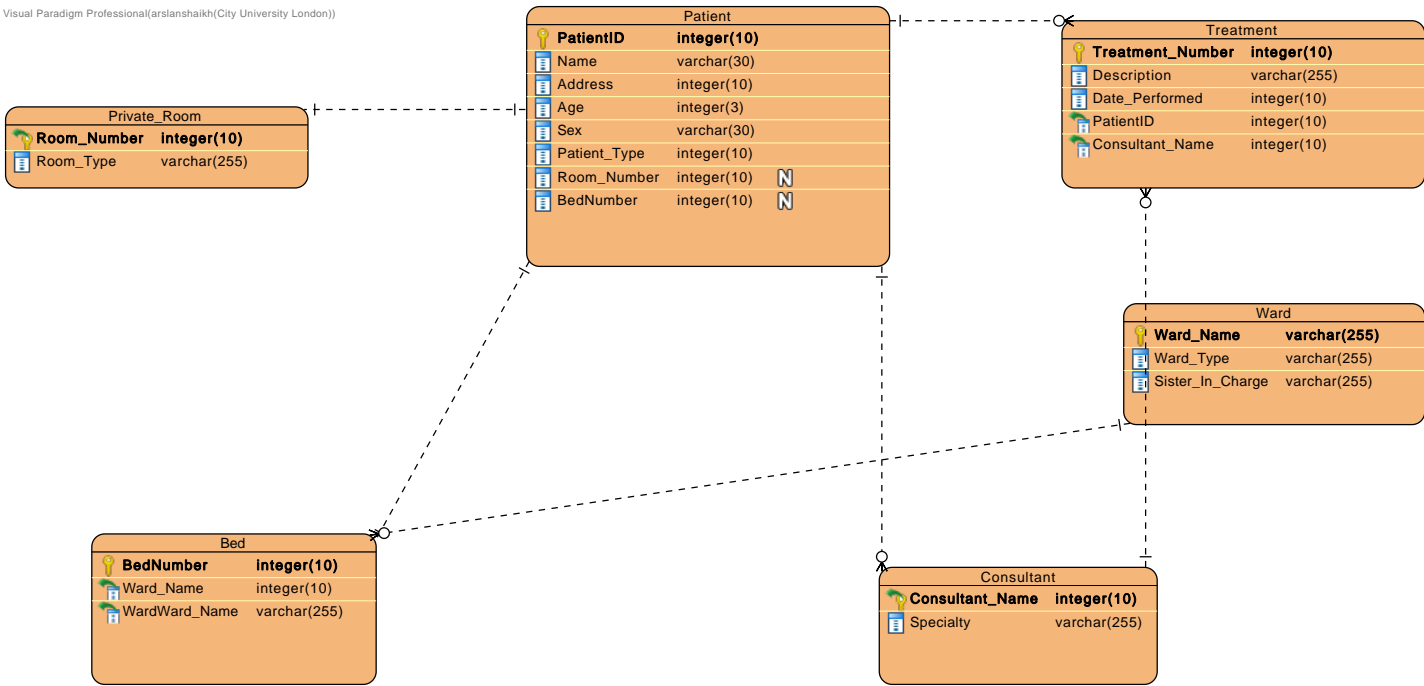 Visual Paradigm Professional(arslanshaikh(City University London))
Patient
PatientID integer(10)
Name varchar(30)
Address integer(10)
Age integer(3)
Sex varchar(30)
Patient_Type integer(10)
Room_Number integer(10) N
BedNumber integer(10) N
Treatment
Treatment_Number integer(10)
Description varchar(255)
Date_Performed integer(10)
PatientID integer(10)
Consultant_Name integer(10)
Private_Room
Room_Number integer(10)
Room_Type varchar(255)
Ward
Ward_Name varchar(255)
Ward_Type varchar(255)
Sister_In_Charge varchar(255)
Bed
BedNumber integer(10)
Ward_Name integer(10)
WardWard_Name varchar(255)
Consultant
Consultant_Name integer(10)
Specialty varchar(255)